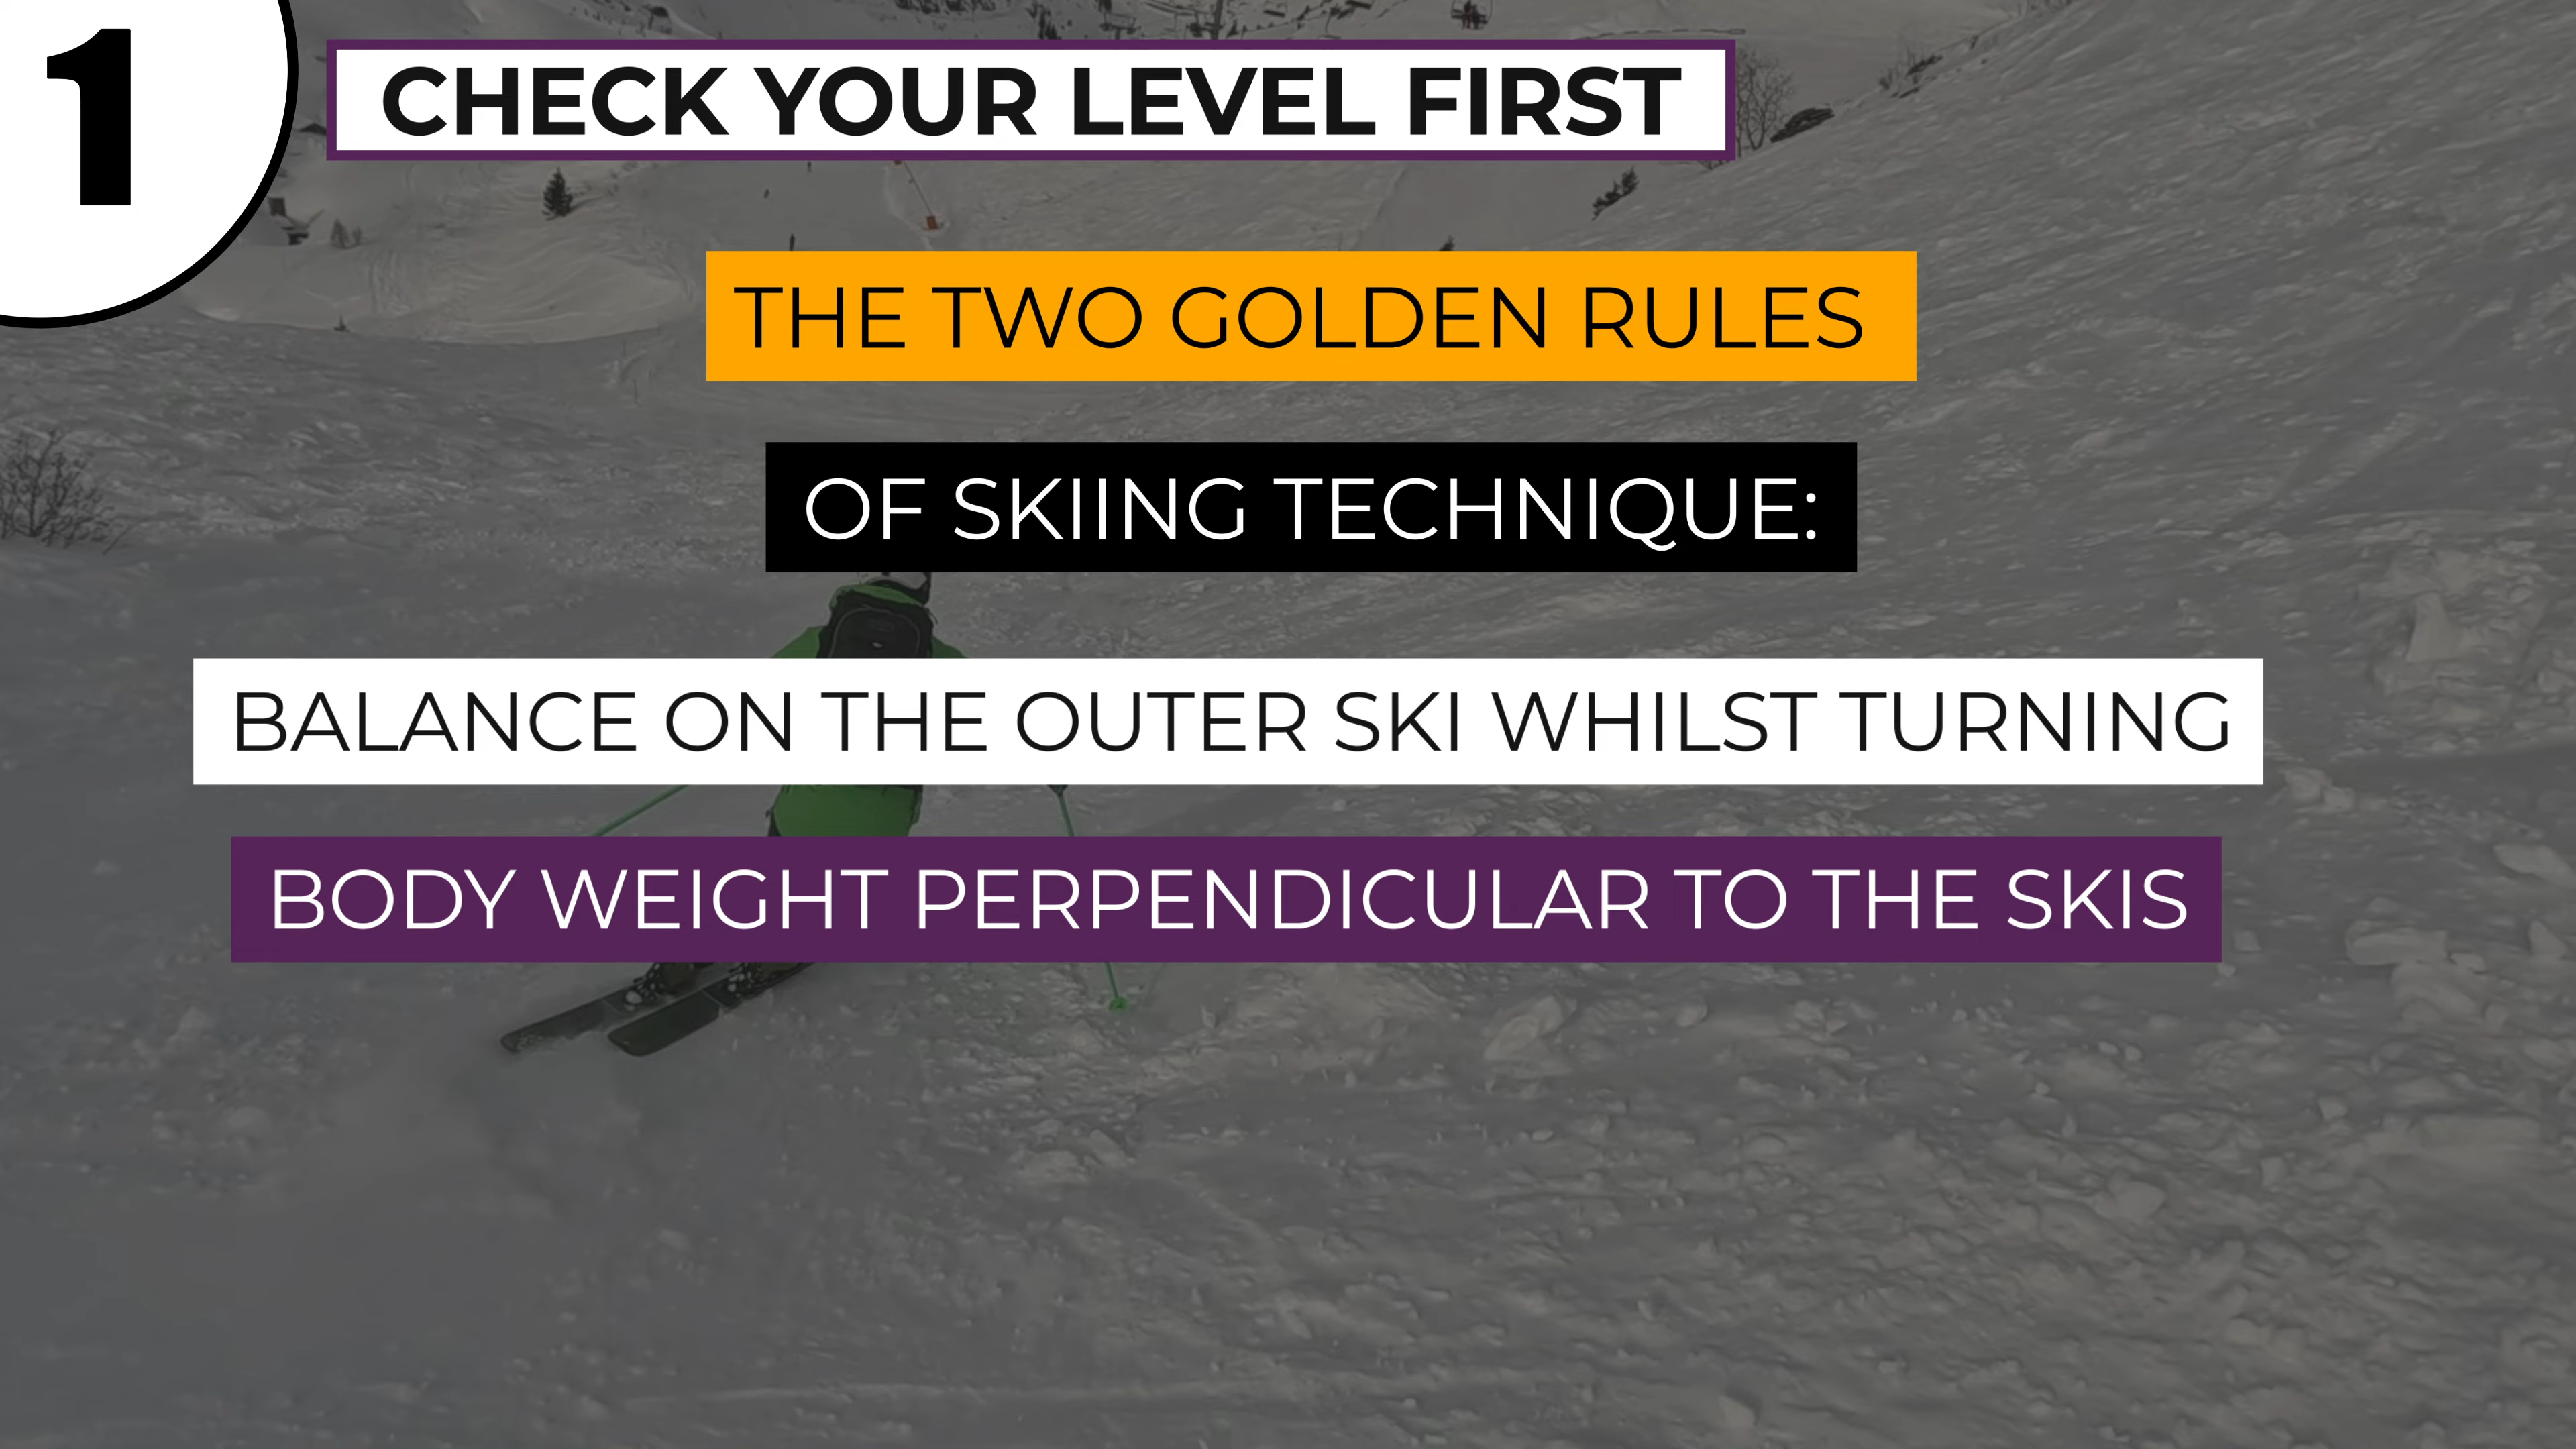 1
CHECK YOUR LEVEL FIRST
THE TWO GOLDEN RULES
OF SKIING TECHNIQUE:
BALANCE ON THE OUTER SKI WHILST TURNING
BODY WEIGHT PERPENDICULAR TO THE SKIS